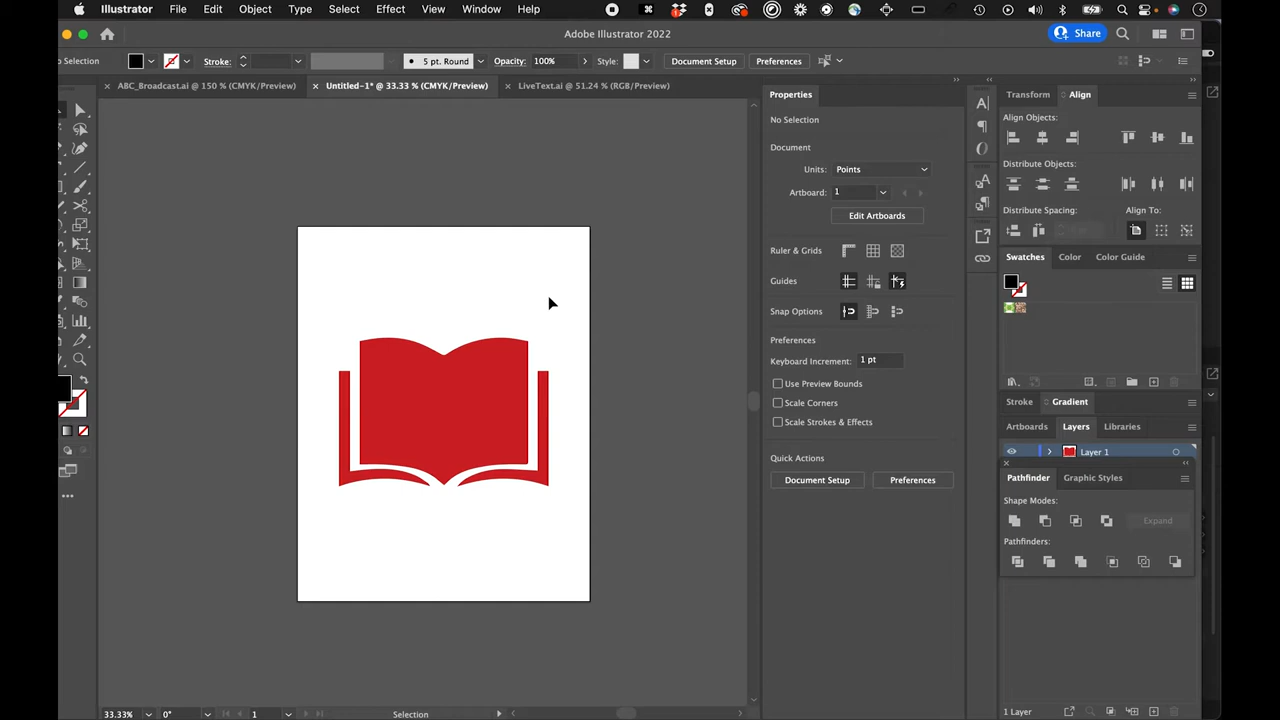 Illustrator File Edit Object Type Select Effect View Window Help
Adobe Illustrator 2022
Share
Selection Stroke: 5 pt. Round Opacity: 100% Style: Document Setup Preferences
ABC_Broadcast.ai @ 150 % (CMYK/Preview) Untitled-1* @ 33.33 % (CMYK/Preview) LiveText.ai @ 51.24 % (RGB/Preview)
Properties
No Selection
Document
Units: Points
Artboard: 1
Edit Artboards
Ruler & Grids
Guides
Snap Options
Preferences
Keyboard Increment: 1 pt
Use Preview Bounds
Scale Corners
Scale Strokes & Effects
Quick Actions
Document Setup Preferences
Transform Align
Align Objects:
Distribute Objects:
Distribute Spacing: Align To:
Swatches Color Color Guide
Stroke Gradient
Artboards Layers Libraries
Layer 1
Pathfinder Graphic Styles
Shape Modes:
Expand
Pathfinders:
1 Layer
33.33% 0° 1 Selection